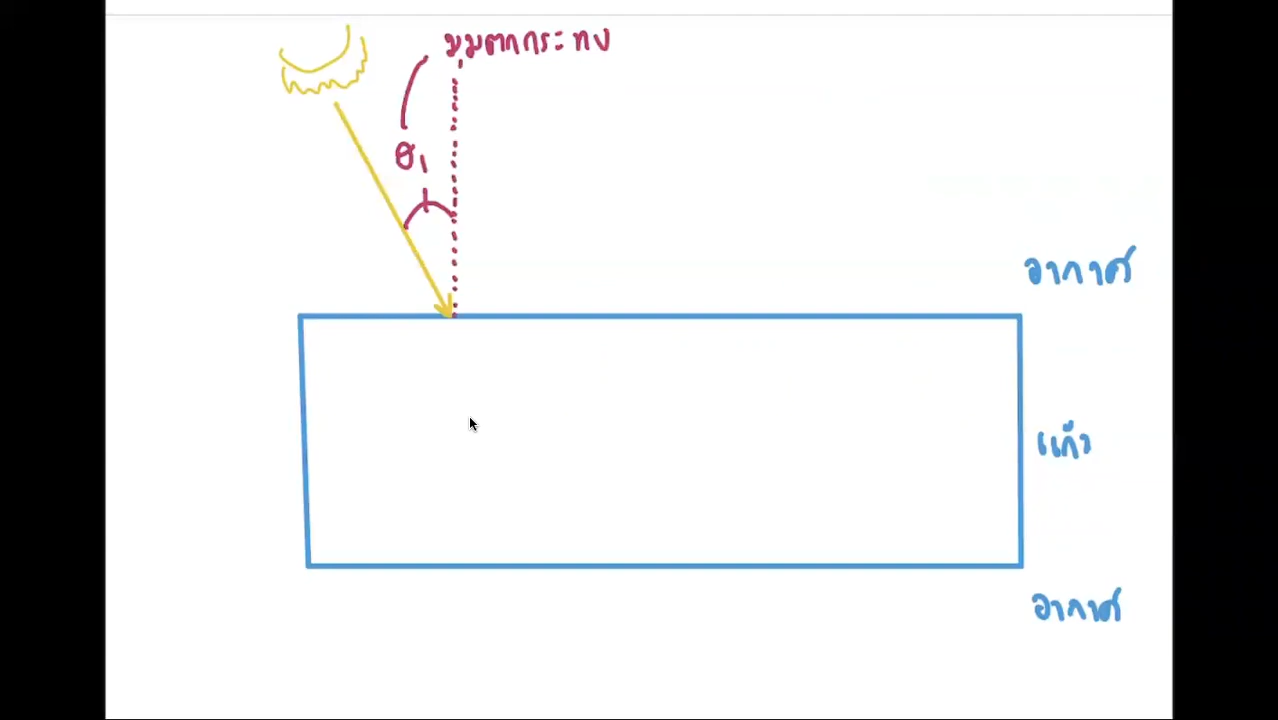 มุมตกกระทบ
θ1
อากาศ
แก้ว
อากาศ